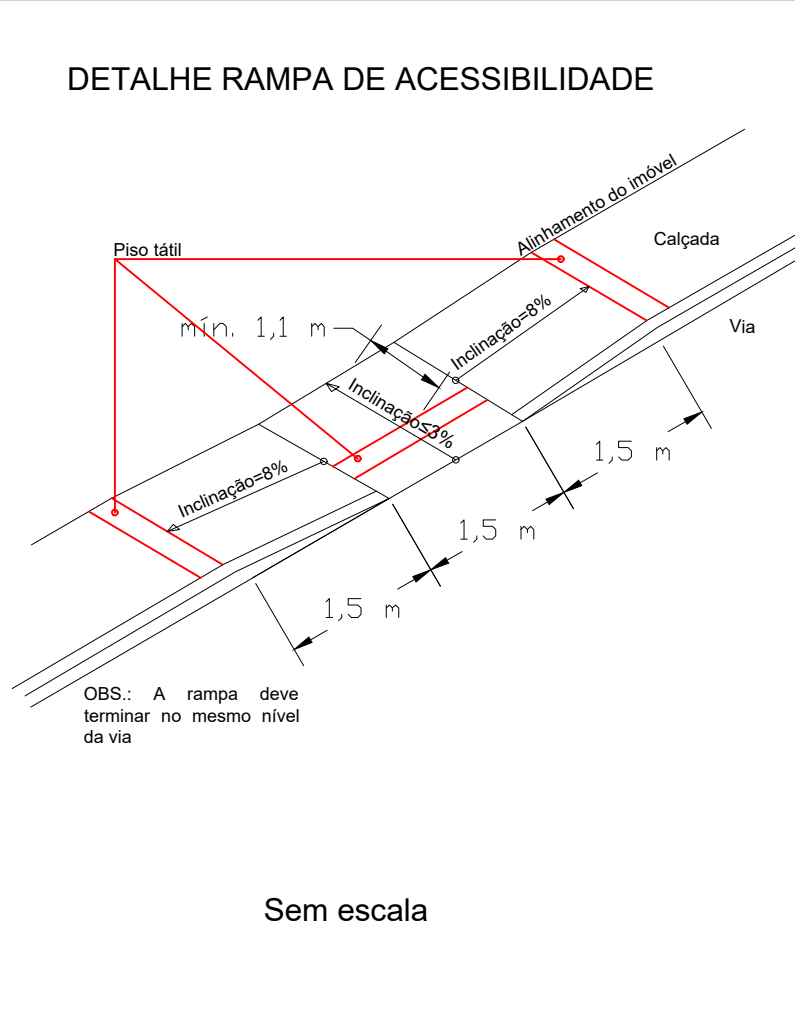 DETALHE RAMPA DE ACESSIBILIDADE
Alinhamento do imóvel
Calçada
Piso tátil
Via
mín. 1,1 m
Inclinação=8%
Inclinação≤3%
Inclinação=8%
1,5 m
1,5 m
1,5 m
OBS.: A rampa deve
terminar no mesmo nível
da via
Sem escala